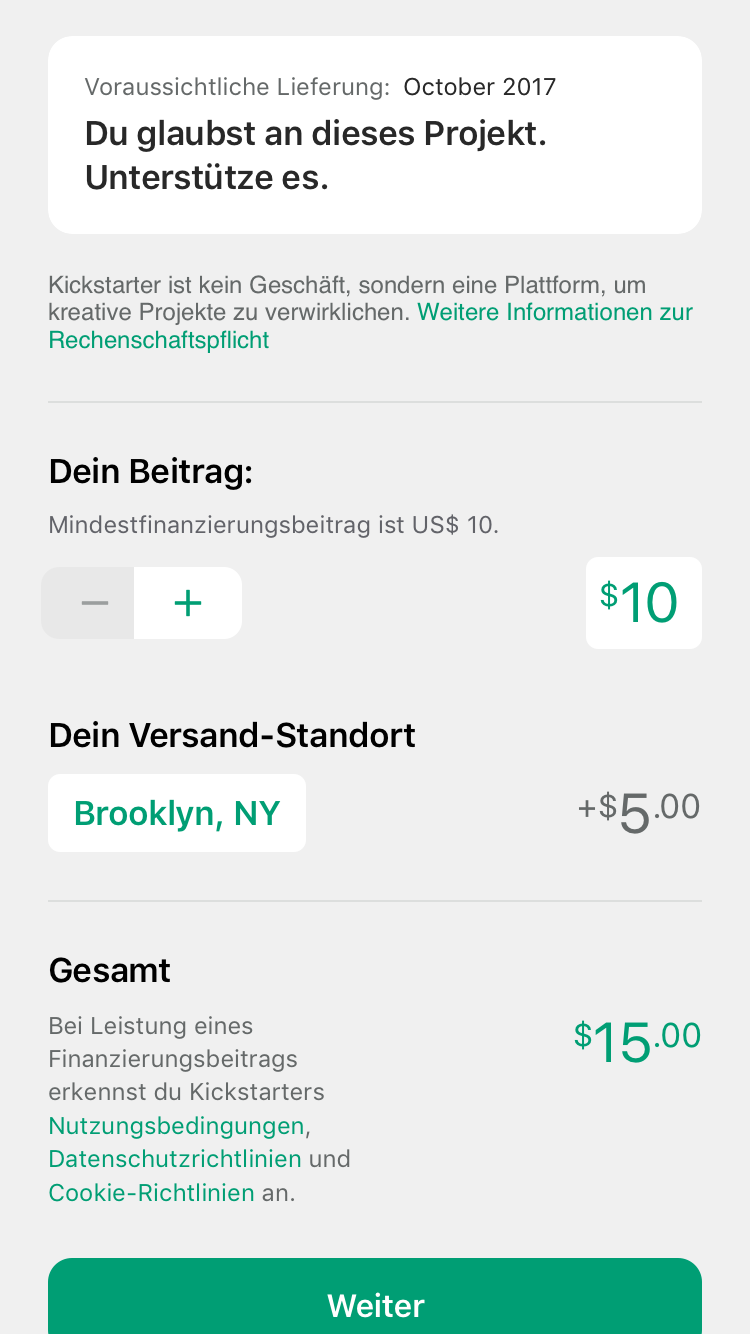 Voraussichtliche Lieferung: October 2017
Du glaubst an dieses Projekt.
Unterstütze es.
Kickstarter ist kein Geschäft, sondern eine Plattform, um
kreative Projekte zu verwirklichen. Weitere Informationen zur
Rechenschaftspflicht
Dein Beitrag:
Mindestfinanzierungsbeitrag ist US$ 10.
− +
$10
Dein Versand-Standort
Brooklyn, NY
+$5.00
Gesamt
$15.00
Bei Leistung eines
Finanzierungsbeitrags
erkennst du Kickstarters
Nutzungsbedingungen,
Datenschutzrichtlinien und
Cookie-Richtlinien an.
Weiter